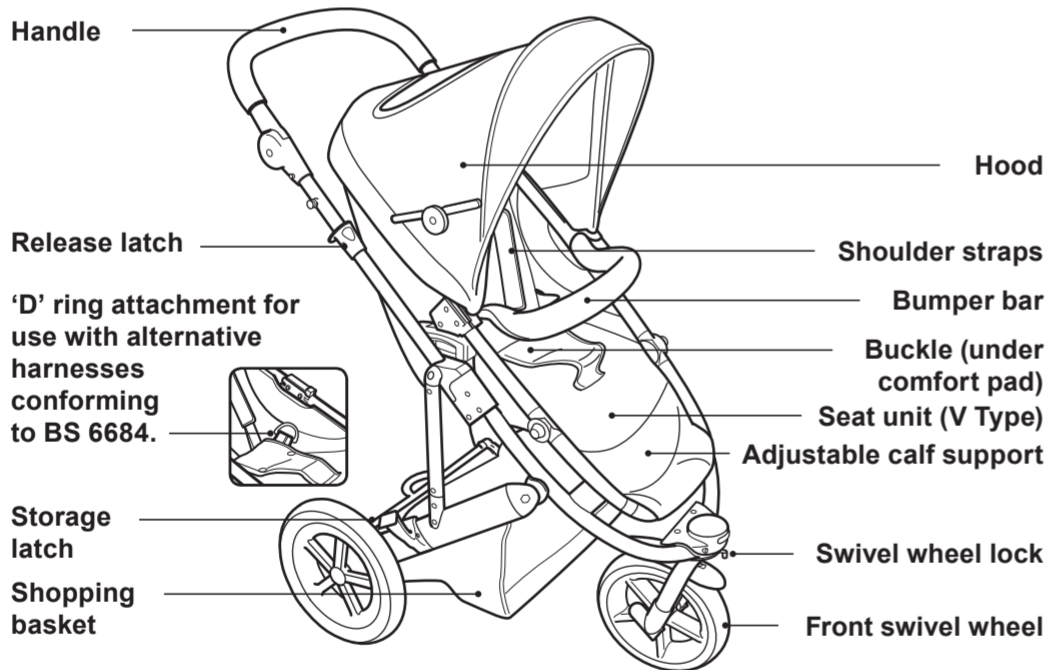 Handle
Release latch
‘D’ ring attachment for
use with alternative
harnesses
conforming
to BS 6684.
Storage
latch
Shopping
basket
Hood
Shoulder straps
Bumper bar
Buckle (under
comfort pad)
Seat unit (V Type)
Adjustable calf support
Swivel wheel lock
Front swivel wheel